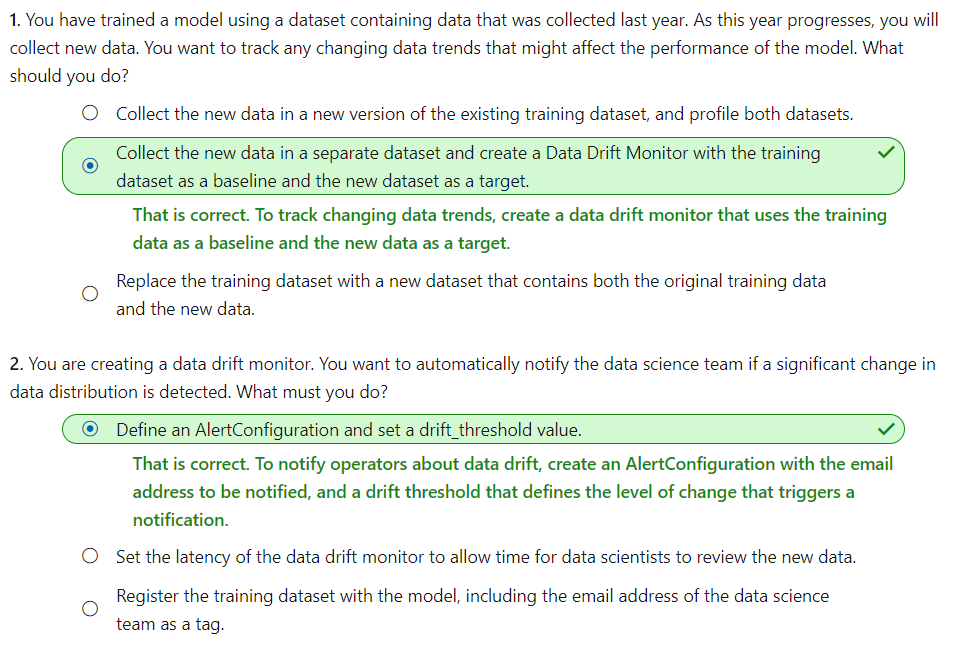 1. You have trained a model using a dataset containing data that was collected last year. As this year progresses, you will
collect new data. You want to track any changing data trends that might affect the performance of the model. What
should you do?
Collect the new data in a new version of the existing training dataset, and profile both datasets.
Collect the new data in a separate dataset and create a Data Drift Monitor with the training
dataset as a baseline and the new dataset as a target.
That is correct. To track changing data trends, create a data drift monitor that uses the training
data as a baseline and the new data as a target.
Replace the training dataset with a new dataset that contains both the original training data
and the new data.
2. You are creating a data drift monitor. You want to automatically notify the data science team if a significant change in
data distribution is detected. What must you do?
Define an AlertConfiguration and set a drift_threshold value.
That is correct. To notify operators about data drift, create an AlertConfiguration with the email
address to be notified, and a drift threshold that defines the level of change that triggers a
notification.
Set the latency of the data drift monitor to allow time for data scientists to review the new data.
Register the training dataset with the model, including the email address of the data science
team as a tag.